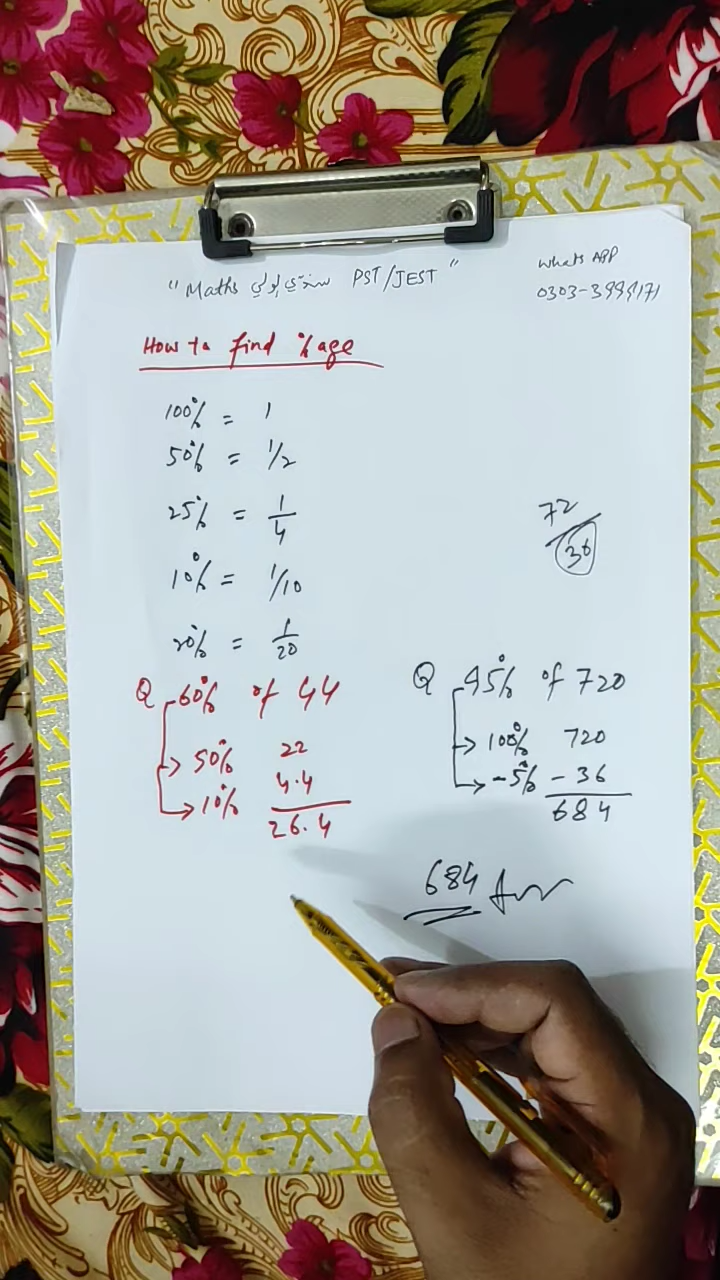 "Maths سنڌي ٻولي PST/JEST"
Whats APP
0303-3999171
How to find %age
100% = 1
50% = 1/2
25% = 1/4
10% = 1/10
20% = 1/20
72
36
Q 60% of 44
→ 50% 22
→ 10% 4.4
26.4
Q 95% of 720
→ 100% 720
→ -5% - 36
684
684 Ans